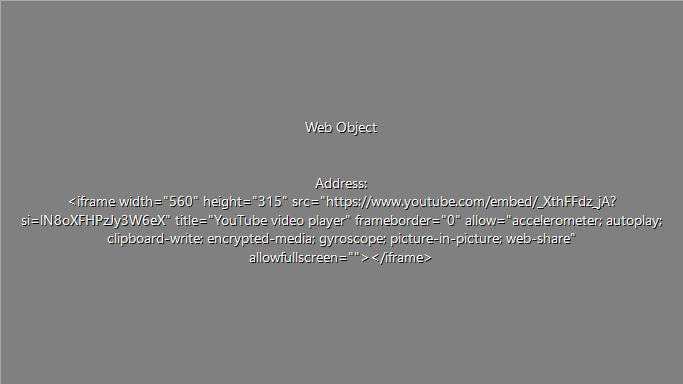 Web Object
Address:
<iframe width="560" height="315" src="https://www.youtube.com/embed/_XthFFdz_jA?
si=IN8oXFHPzJy3W6eX" title="YouTube video player" frameborder="0" allow="accelerometer; autoplay;
clipboard-write; encrypted-media; gyroscope; picture-in-picture; web-share"
allowfullscreen=""></iframe>